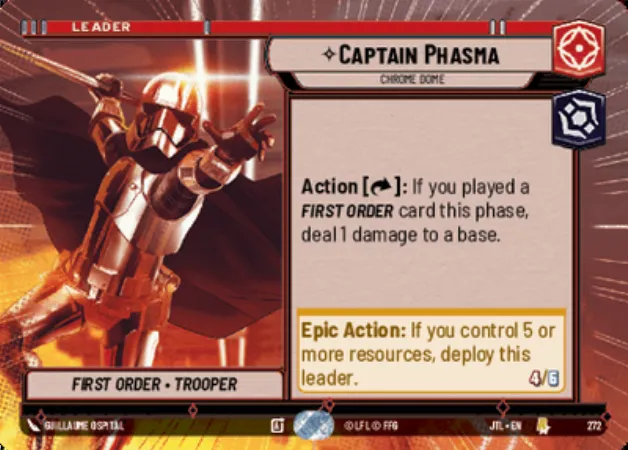 LEADER
CAPTAIN PHASMA
CHROME DOME
Action [ ]: If you played a
FIRST ORDER card this phase,
deal 1 damage to a base.
Epic Action: If you control 5 or
more resources, deploy this
leader.
4/6
FIRST ORDER • TROOPER
GUILLAUME OSPITAL
© LFL © FFG
JTL • EN
272